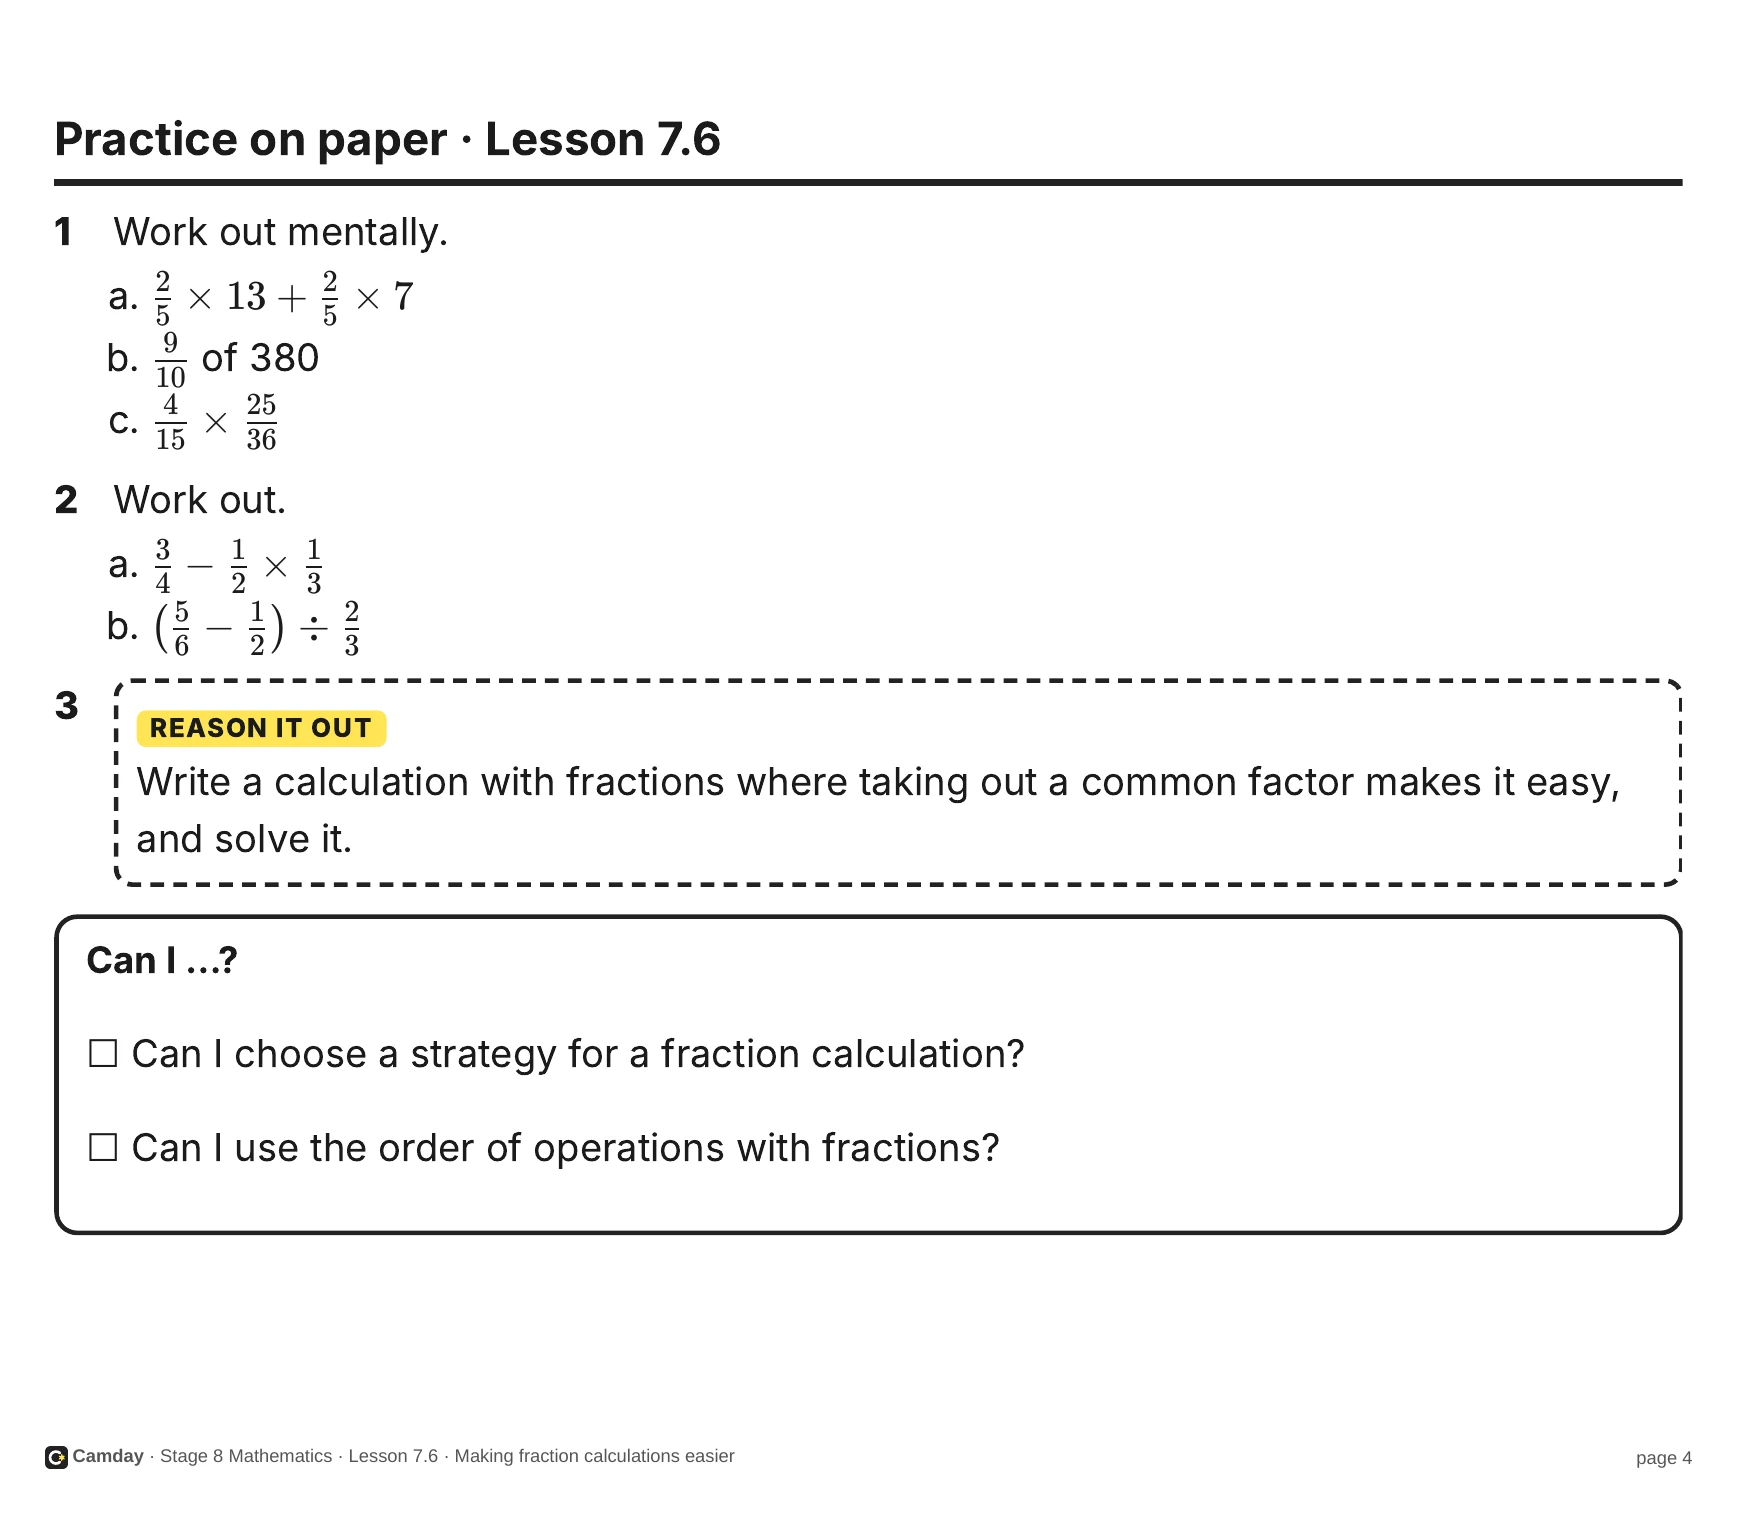 Practice on paper · Lesson 7.6
1 Work out mentally.
a. 2/5 × 13 + 2/5 × 7
b. 9/10 of 380
c. 4/15 × 25/36
2 Work out.
a. 3/4 − 1/2 × 1/3
b. (5/6 − 1/2) ÷ 2/3
3
REASON IT OUT
Write a calculation with fractions where taking out a common factor makes it easy,
and solve it.
Can I ...?
☐ Can I choose a strategy for a fraction calculation?
☐ Can I use the order of operations with fractions?
Camday · Stage 8 Mathematics · Lesson 7.6 · Making fraction calculations easier
page 4